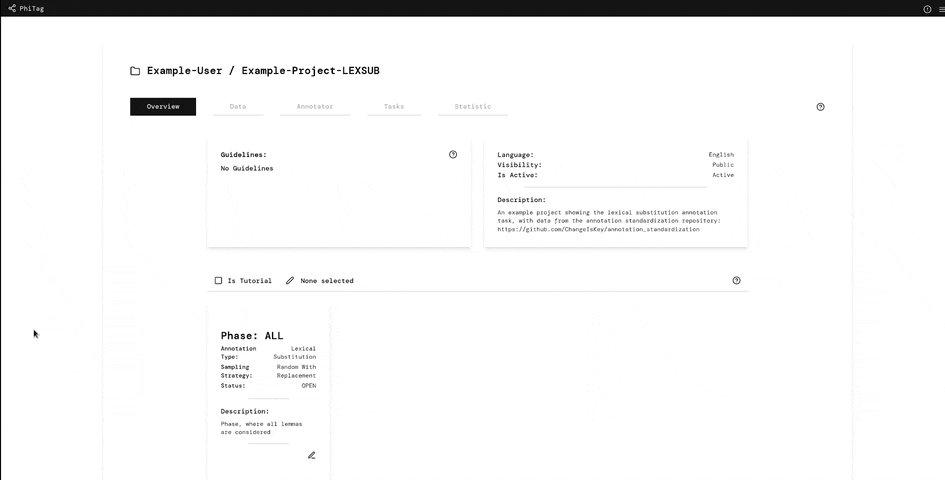 PhiTag
Example-User / Example-Project-LEXSUB
Overview
Data
Annotator
Tasks
Statistic
Guidelines:
No Guidelines
Language: English
Visibility: Public
Is Active: Active
Description:
An example project showing the lexical substitution annotation
task, with data from the annotation standardization repository:
https://github.com/ChangeIsKey/annotation_standardization
Is Tutorial
None selected
Phase: ALL
Annotation Lexical
Type: Substitution
Sampling Random With
Strategy: Replacement
Status: OPEN
Description:
Phase, where all lemmas
are considered